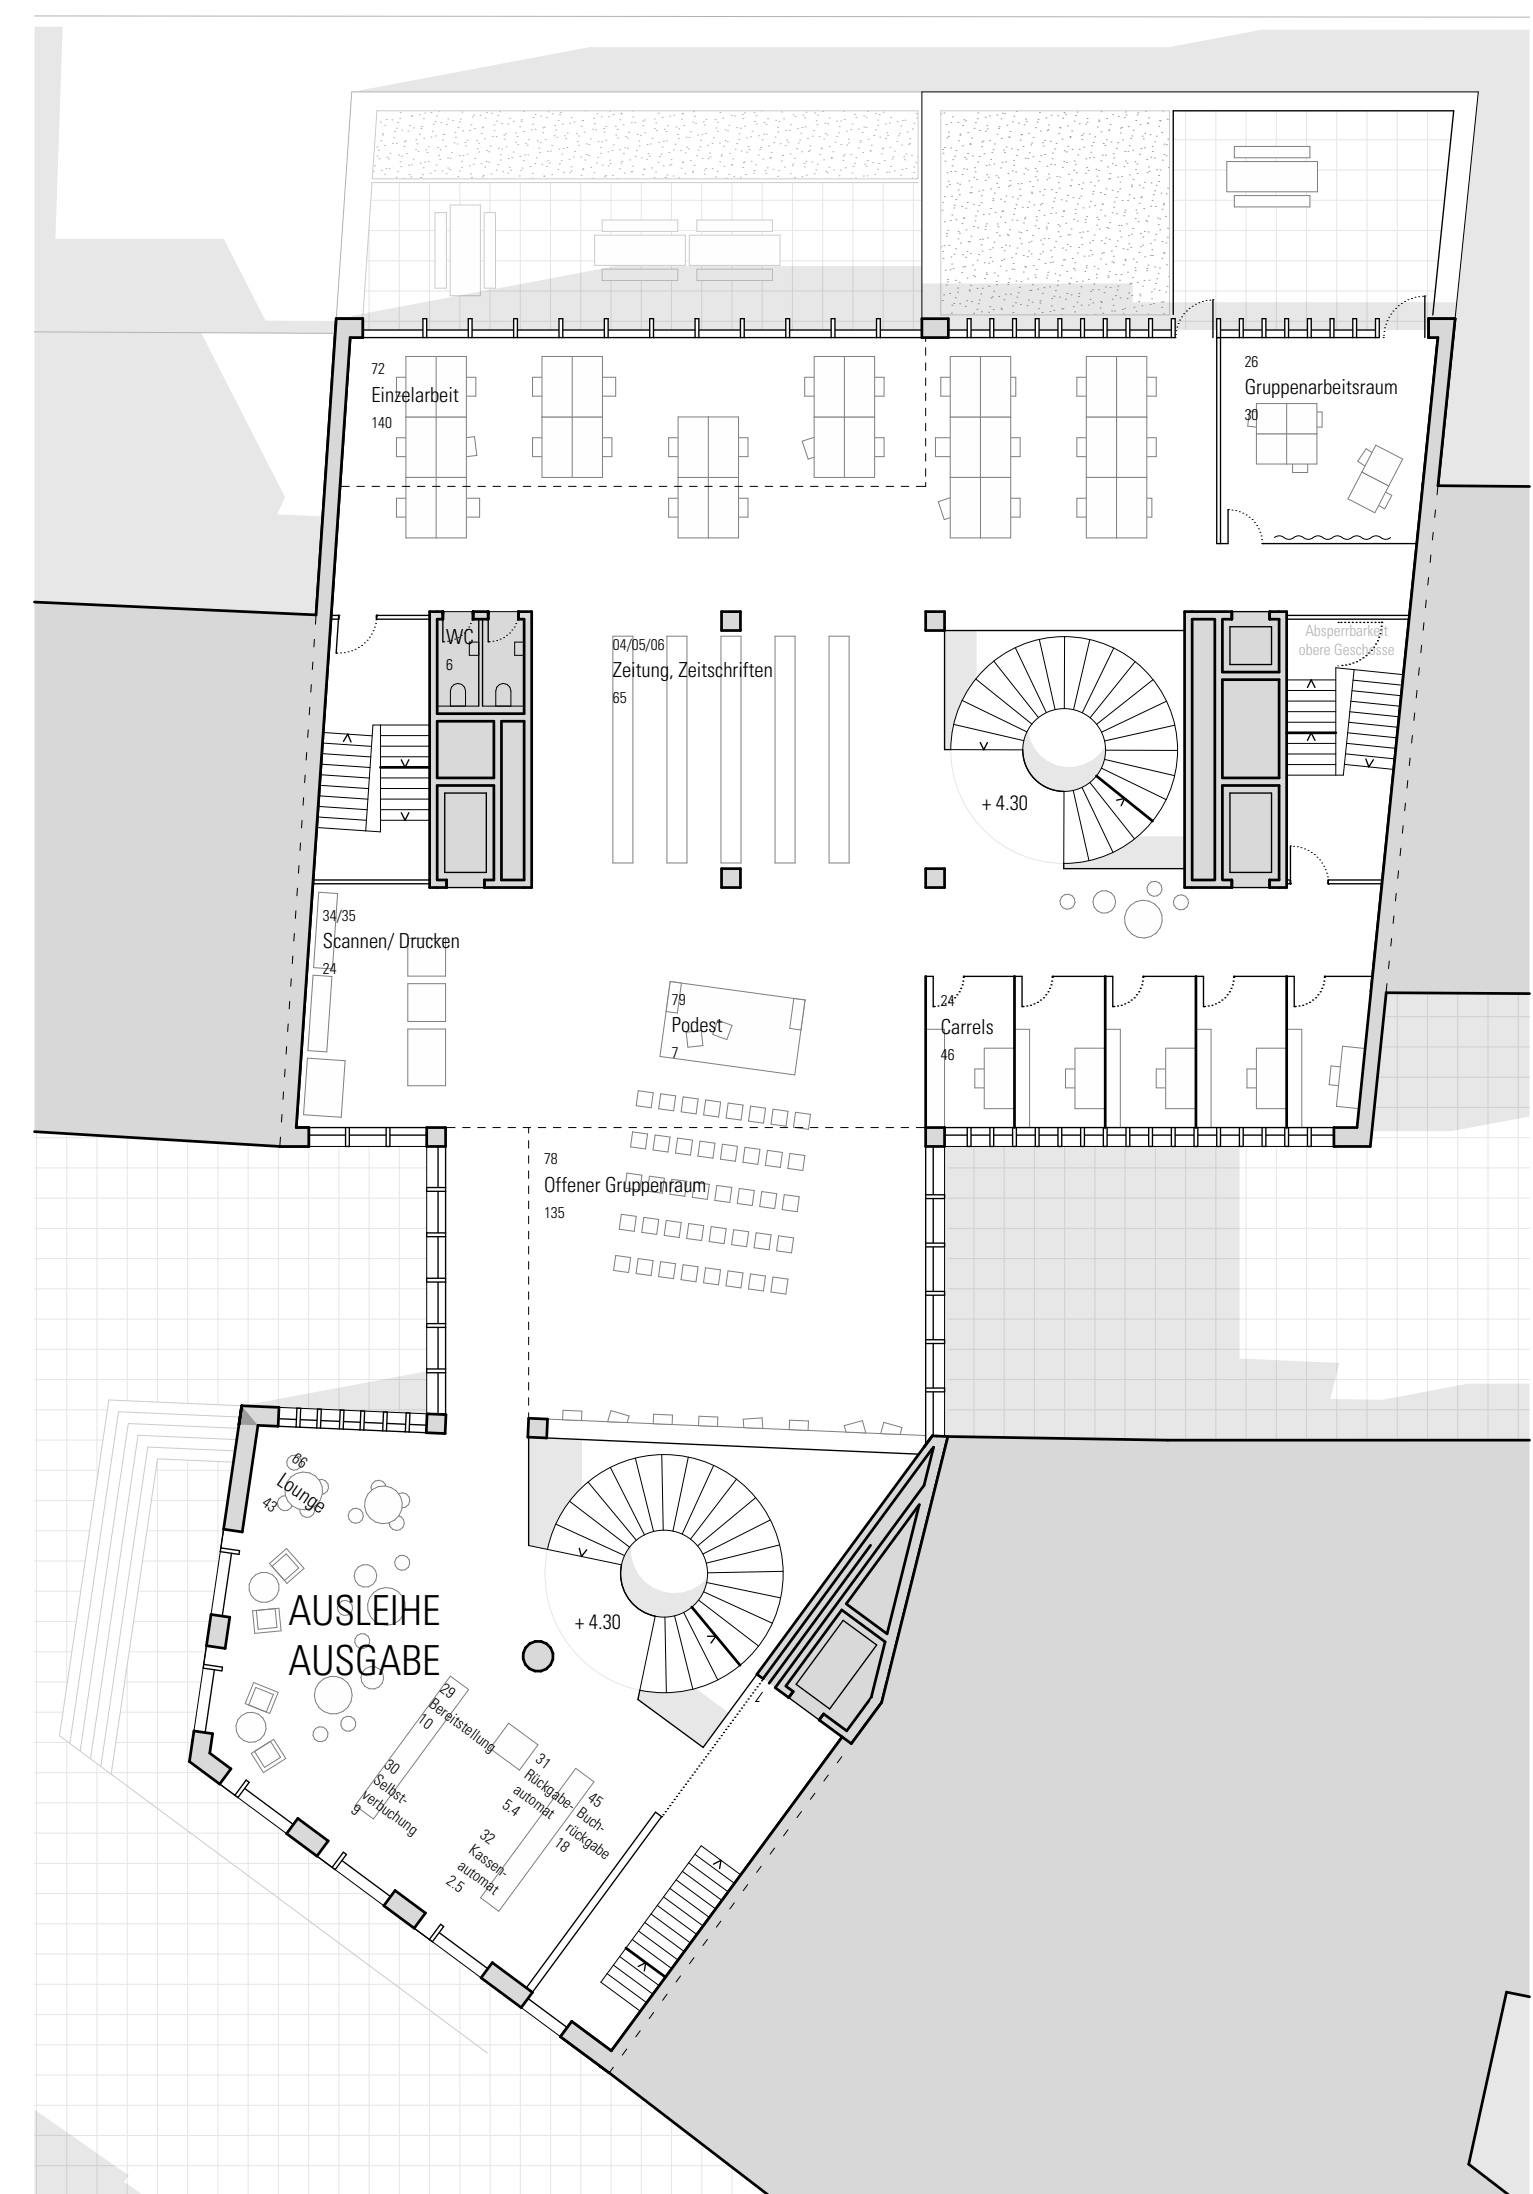 72
Einzelarbeit
140
26
Gruppenarbeitsraum
30
WC
6
04/05/06
Zeitung, Zeitschriften
65
Absperrbarkeit
obere Geschosse
+ 4.30
34/35
Scannen/ Drucken
24
79
Podest
7
24
Carrels
46
78
Offener Gruppenraum
135
66
Lounge
43
AUSLEIHE
AUSGABE
+ 4.30
29
Bereitstellung
10
30
Selbst-
verbuchung
9
31
Rückgabe-
automat
5.4
45
Buch-
rückgabe
18
32
Kassen-
automat
2.5